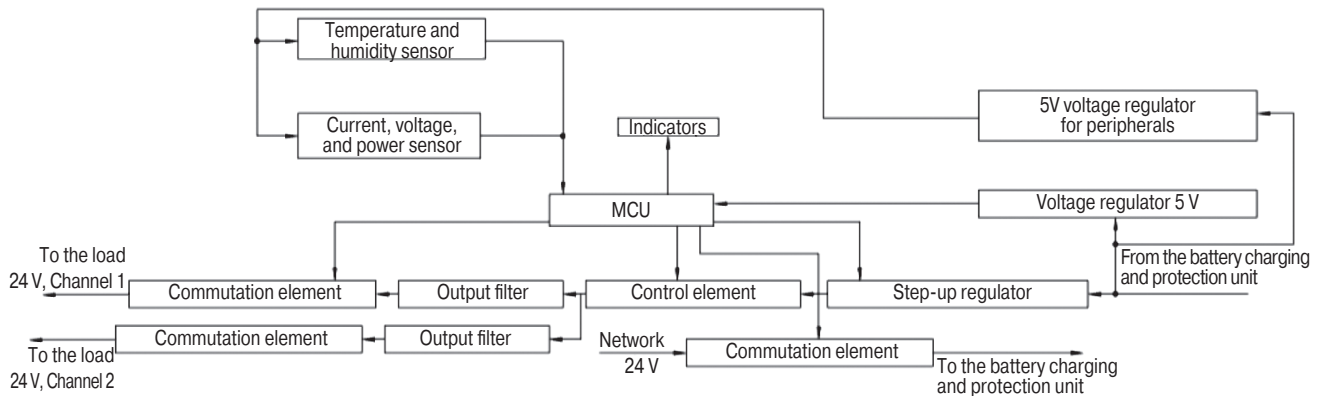 Temperature and
humidity sensor
Current, voltage,
and power sensor
Indicators
5V voltage regulator
for peripherals
MCU
Voltage regulator 5 V
To the load
24 V, Channel 1
Commutation element
Output filter
Control element
Step-up regulator
From the battery charging
and protection unit
Commutation element
Output filter
To the load
24 V, Channel 2
Network
24 V
Commutation element
To the battery charging
and protection unit